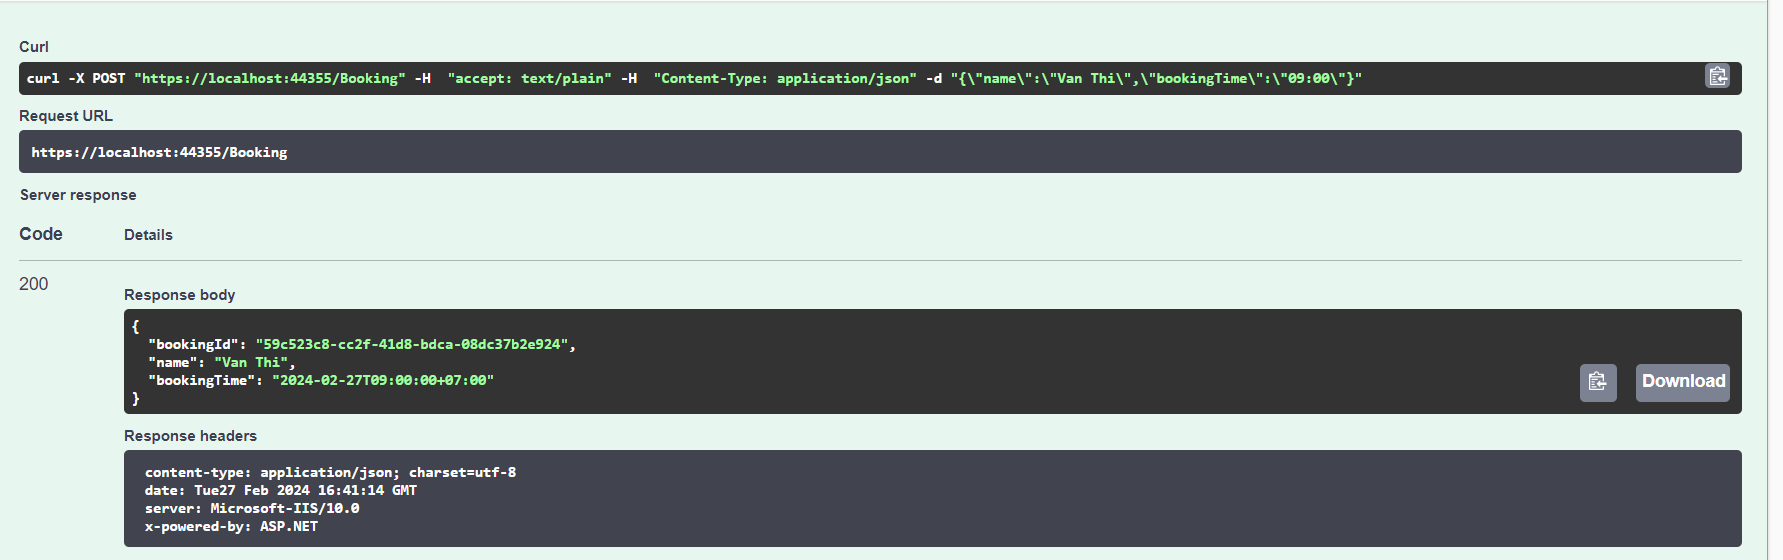 Curl
curl -X POST "https://localhost:44355/Booking" -H  "accept: text/plain" -H  "Content-Type: application/json" -d "{\"name\":\"Van Thi\",\"bookingTime\":\"09:00\"}"
Request URL
https://localhost:44355/Booking
Server response
Code Details
200
Response body
{
  "bookingId": "59c523c8-cc2f-41d8-bdca-08dc37b2e924",
  "name": "Van Thi",
  "bookingTime": "2024-02-27T09:00:00+07:00"
}
Download
Response headers
content-type: application/json; charset=utf-8
date: Tue27 Feb 2024 16:41:14 GMT
server: Microsoft-IIS/10.0
x-powered-by: ASP.NET